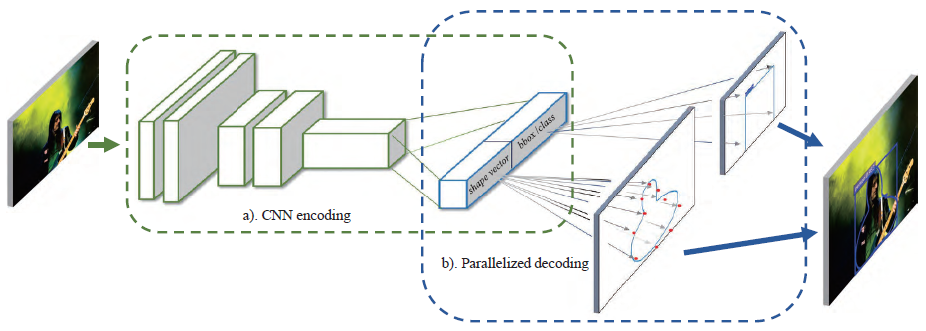 shape vector
bbox /class
a). CNN encoding
b). Parallelized decoding